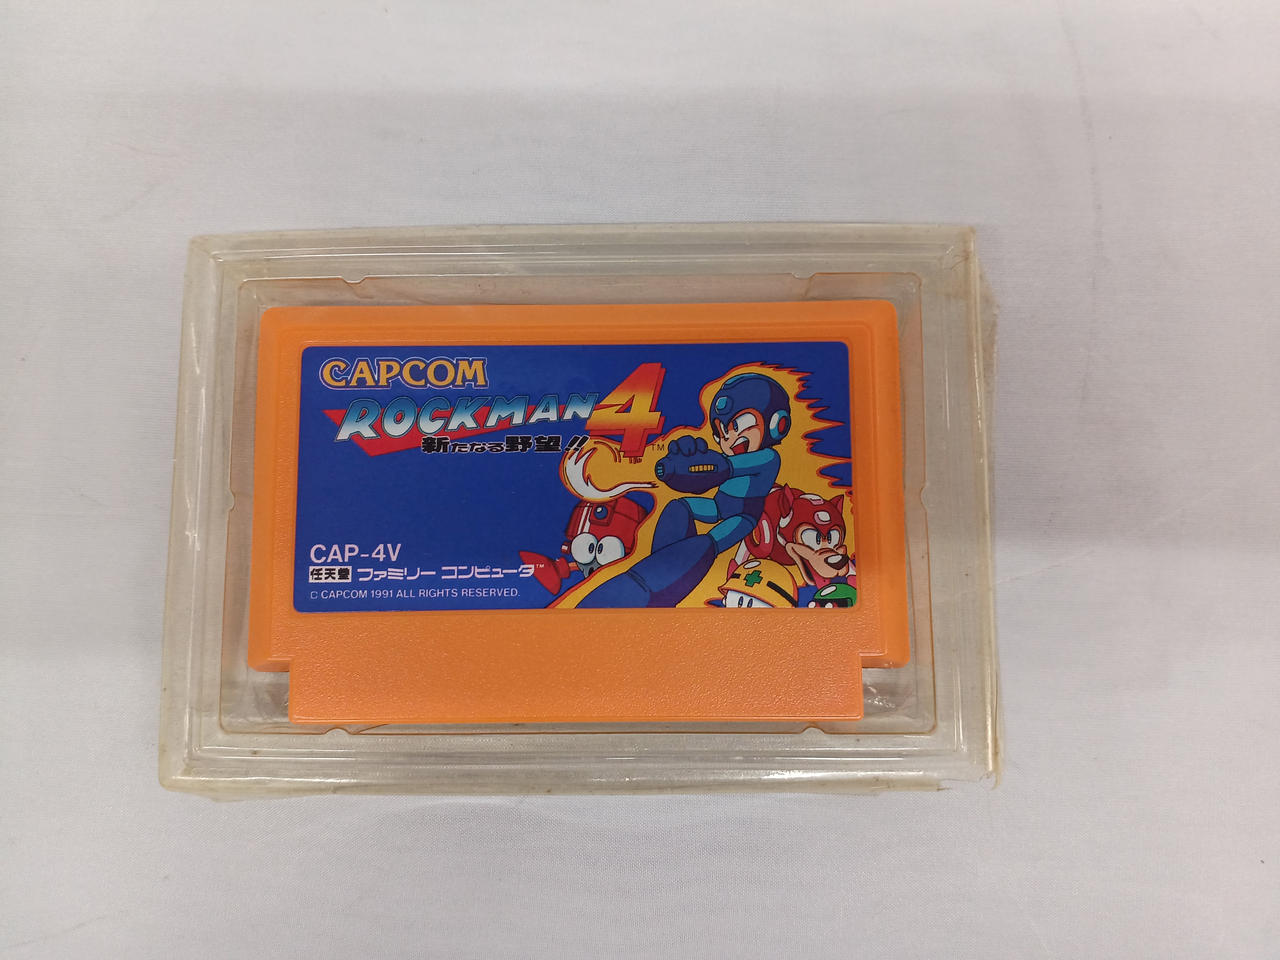 CAPCOM
ROCKMAN 4 ™
新たなる野望!!
CAP-4V
任天堂 ファミリー コンピュータ™
© CAPCOM 1991 ALL RIGHTS RESERVED.